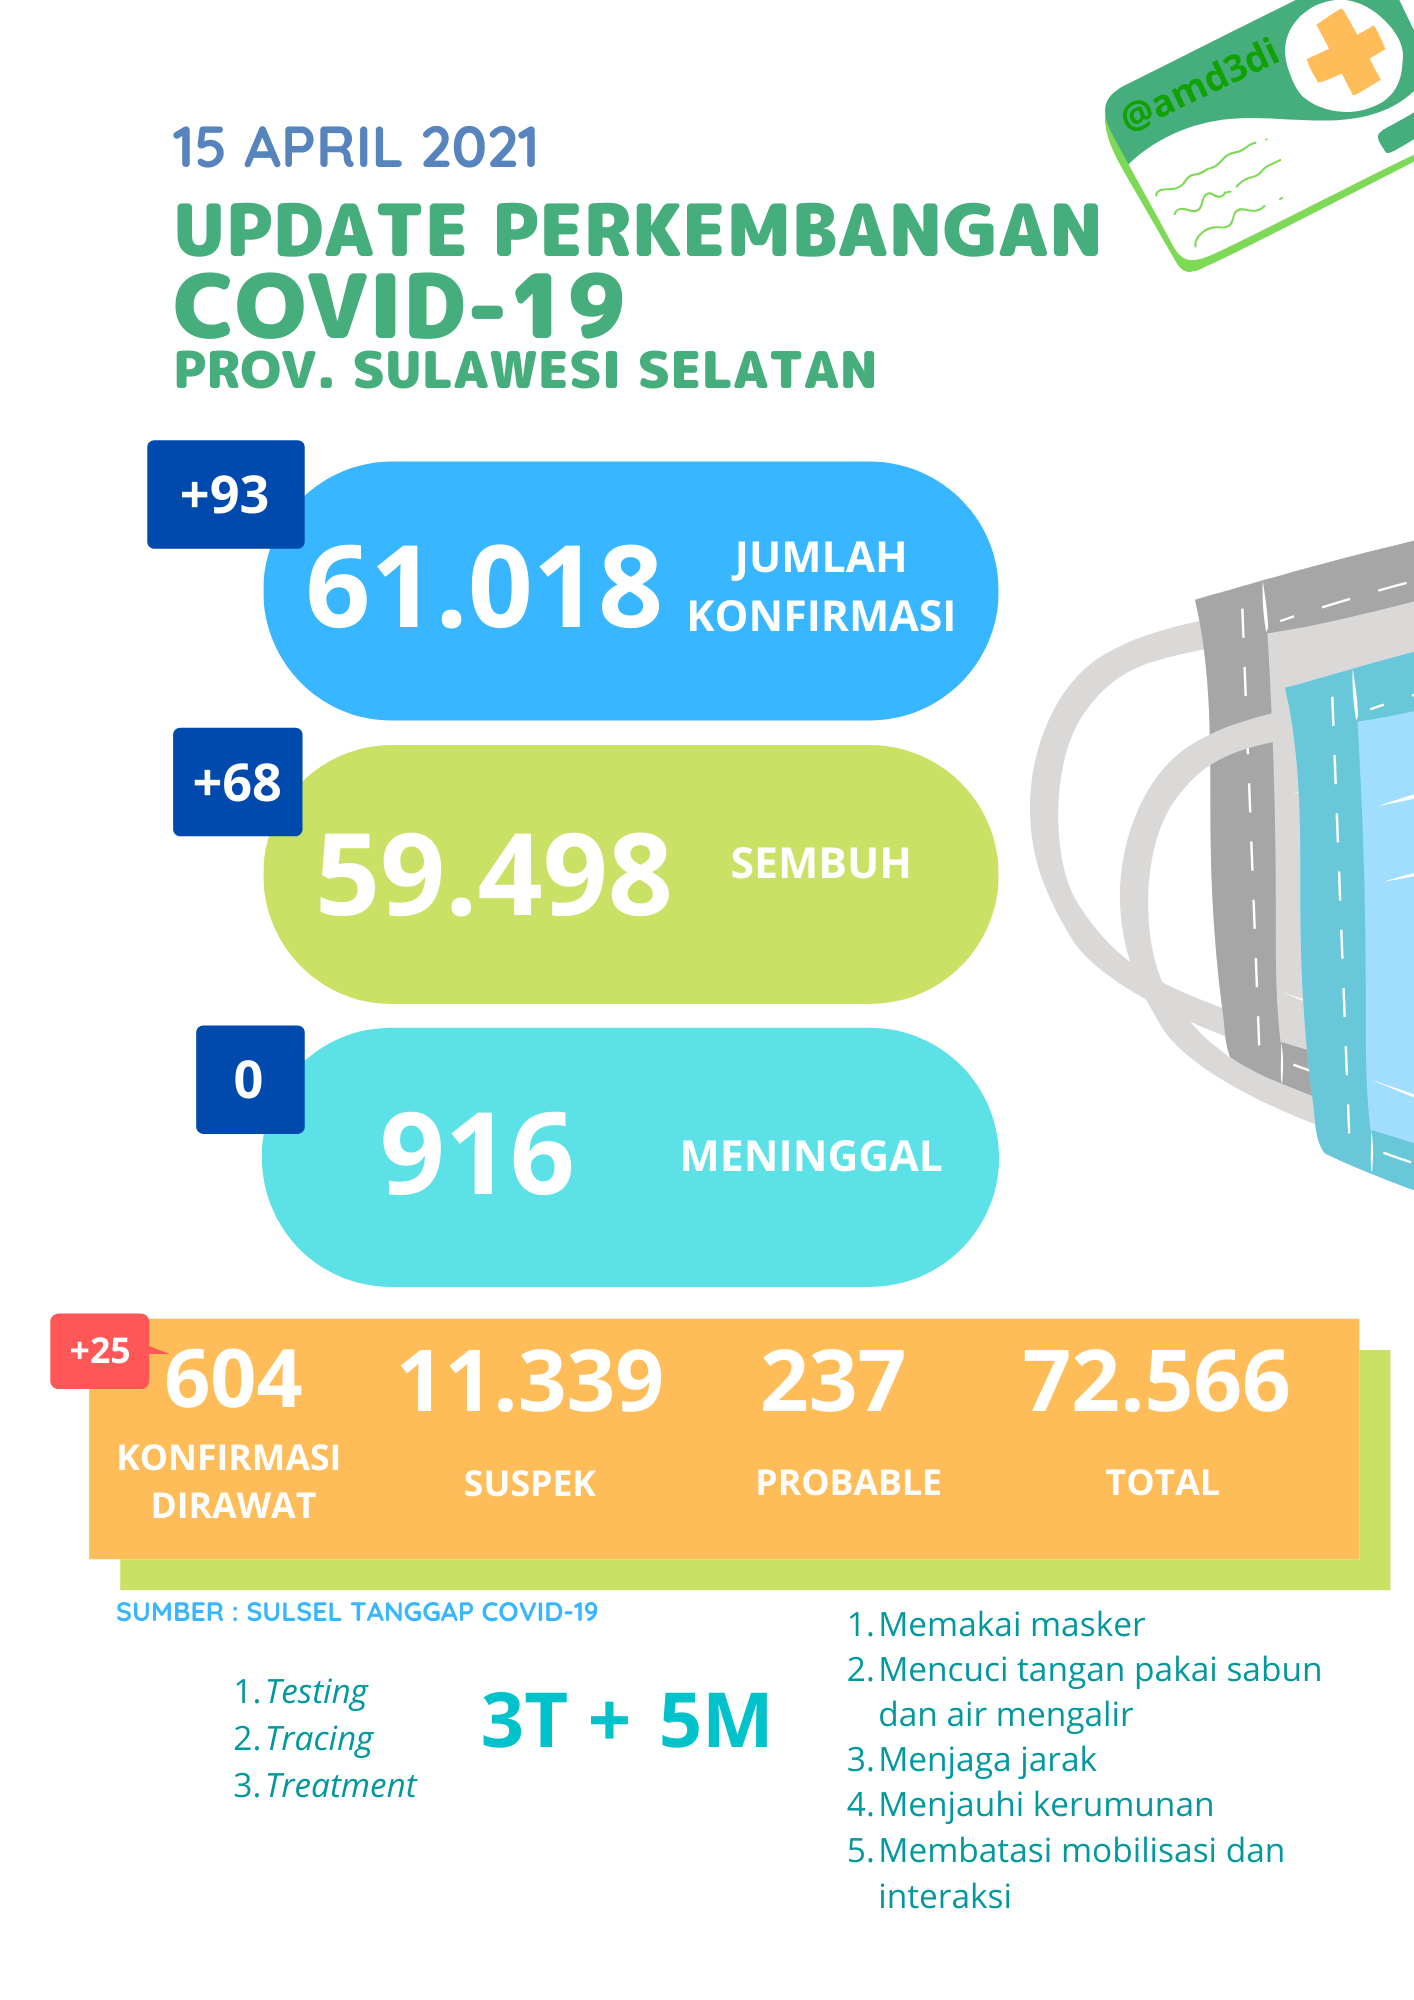 @amd3di
15 APRIL 2021
UPDATE PERKEMBANGAN
COVID-19
PROV. SULAWESI SELATAN
+93
61.018
JUMLAH
KONFIRMASI
+68
59.498
SEMBUH
0
916
MENINGGAL
+25
604
KONFIRMASI
DIRAWAT
11.339
SUSPEK
237
PROBABLE
72.566
TOTAL
SUMBER : SULSEL TANGGAP COVID-19
1. Testing
2. Tracing
3. Treatment
3T + 5M
1. Memakai masker
2. Mencuci tangan pakai sabun
dan air mengalir
3. Menjaga jarak
4. Menjauhi kerumunan
5. Membatasi mobilisasi dan
interaksi